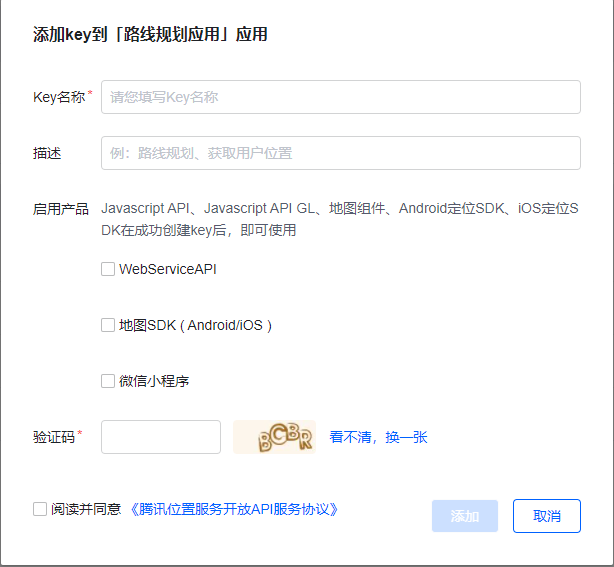 添加key到「路线规划应用」应用
Key名称* 请您填写Key名称
描述 例：路线规划、获取用户位置
启用产品 Javascript API、Javascript API GL、地图组件、Android定位SDK、iOS定位S
DK在成功创建key后，即可使用
WebServiceAPI
地图SDK ( Android/iOS )
微信小程序
验证码* BCBR 看不清，换一张
阅读并同意《腾讯位置服务开放API服务协议》 添加 取消